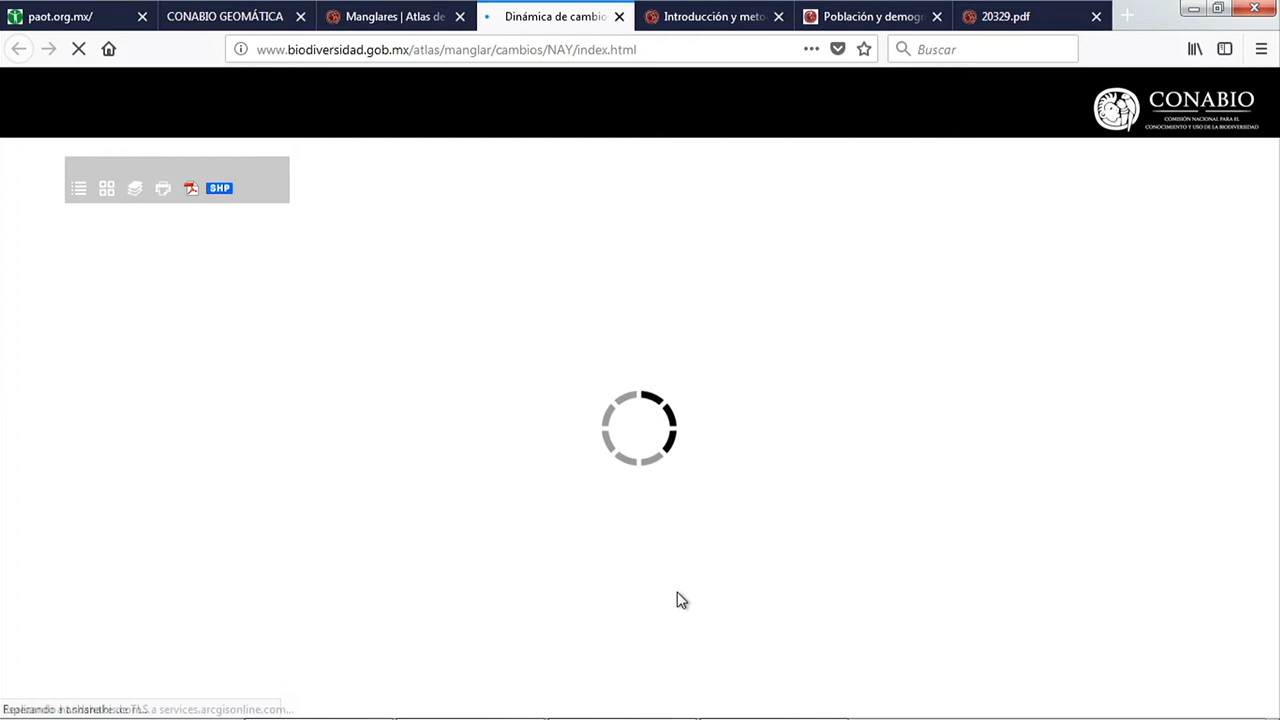 paot.org.mx/
CONABIO GEOMÁTICA
Manglares | Atlas de
Dinámica de cambio
Introducción y meto
Población y demogr
20329.pdf
www.biodiversidad.gob.mx/atlas/manglar/cambios/NAY/index.html
Buscar
CONABIO
COMISIÓN NACIONAL PARA EL
CONOCIMIENTO Y USO DE LA BIODIVERSIDAD
SHP
TLS a services.arcgisonline.com...